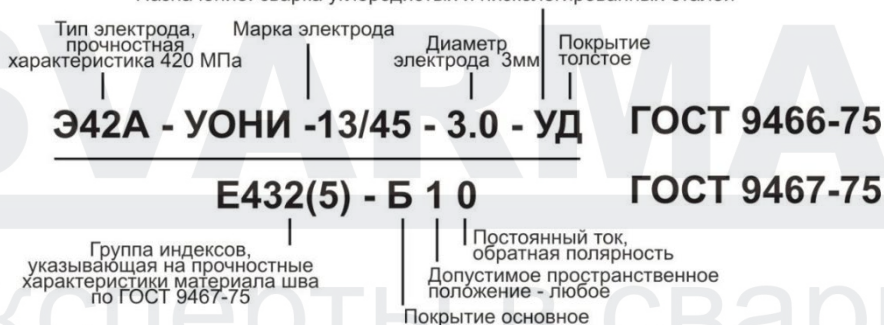 Назначение: сварка углеродистых и низколегированных сталей
Тип электрода,
прочностная
характеристика 420 МПа
Марка электрода
Диаметр
электрода 3мм
Покрытие
толстое
Э42А - УОНИ -13/45 - 3.0 - УД
ГОСТ 9466-75
Е432(5) - Б 1 0
ГОСТ 9467-75
Группа индексов,
указывающая на прочностные
характеристики материала шва
по ГОСТ 9467-75
Постоянный ток,
обратная полярность
Допустимое пространственное
положение - любое
Покрытие основное
SVARMA